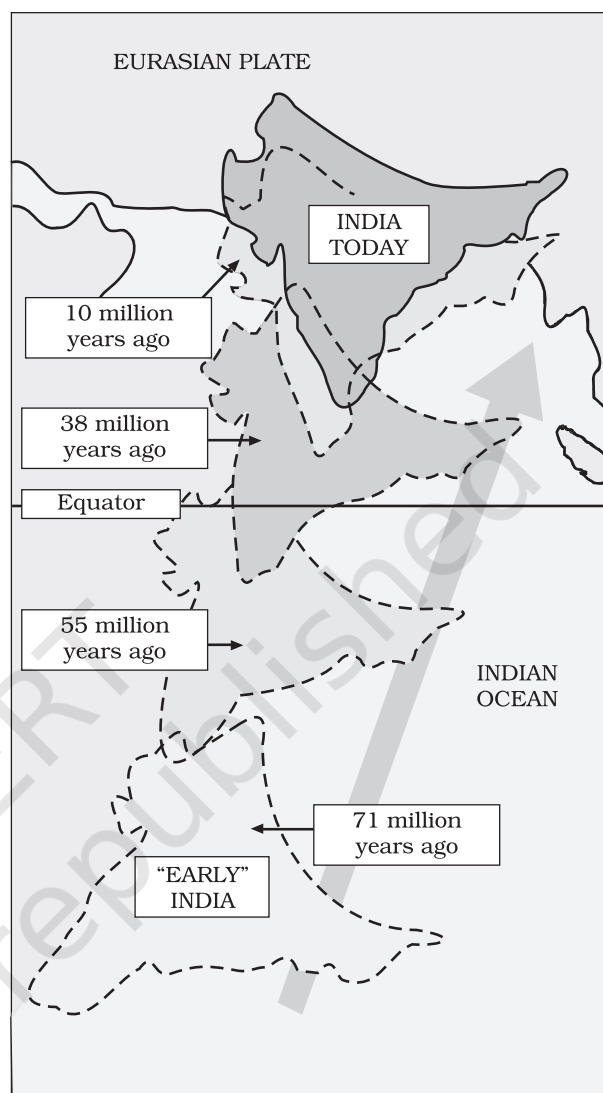 EURASIAN PLATE
INDIA
TODAY
10 million
years ago
38 million
years ago
Equator
55 million
years ago
INDIAN
OCEAN
71 million
years ago
“EARLY”
INDIA
republished